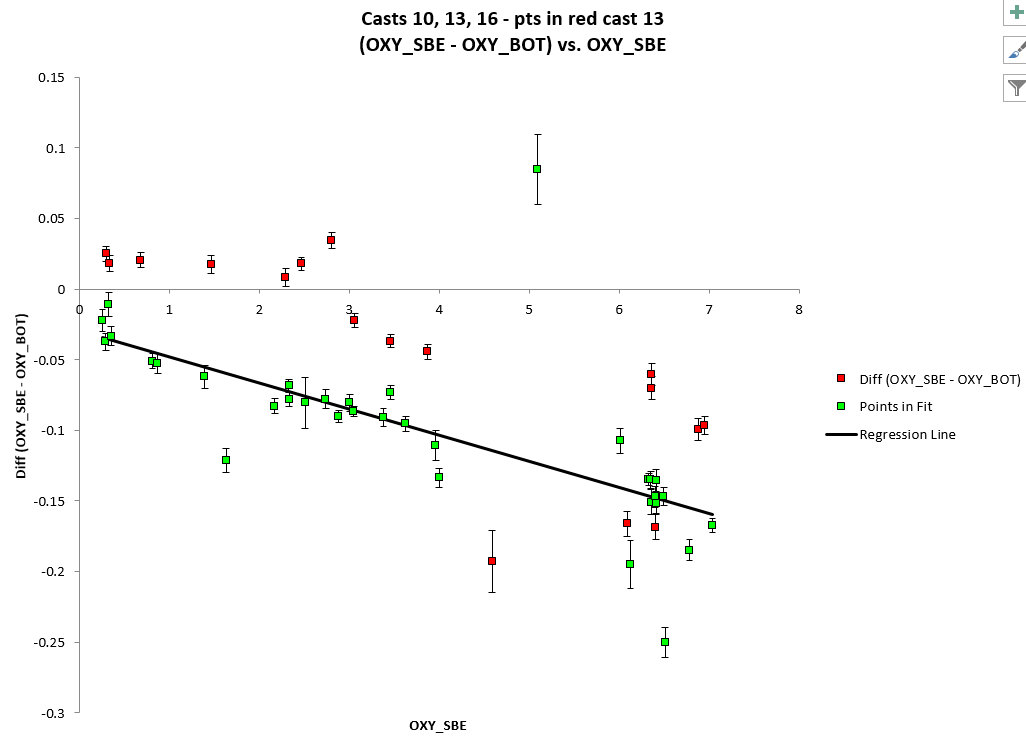 Casts 10, 13, 16 - pts in red cast 13
(OXY_SBE - OXY_BOT) vs. OXY_SBE
0.15
0.1
0.05
0
-0.05
-0.1
-0.15
-0.2
-0.25
-0.3
0 1 2 3 4 5 6 7 8
Diff (OXY_SBE - OXY_BOT)
OXY_SBE
Diff (OXY_SBE - OXY_BOT)
Points in Fit
Regression Line